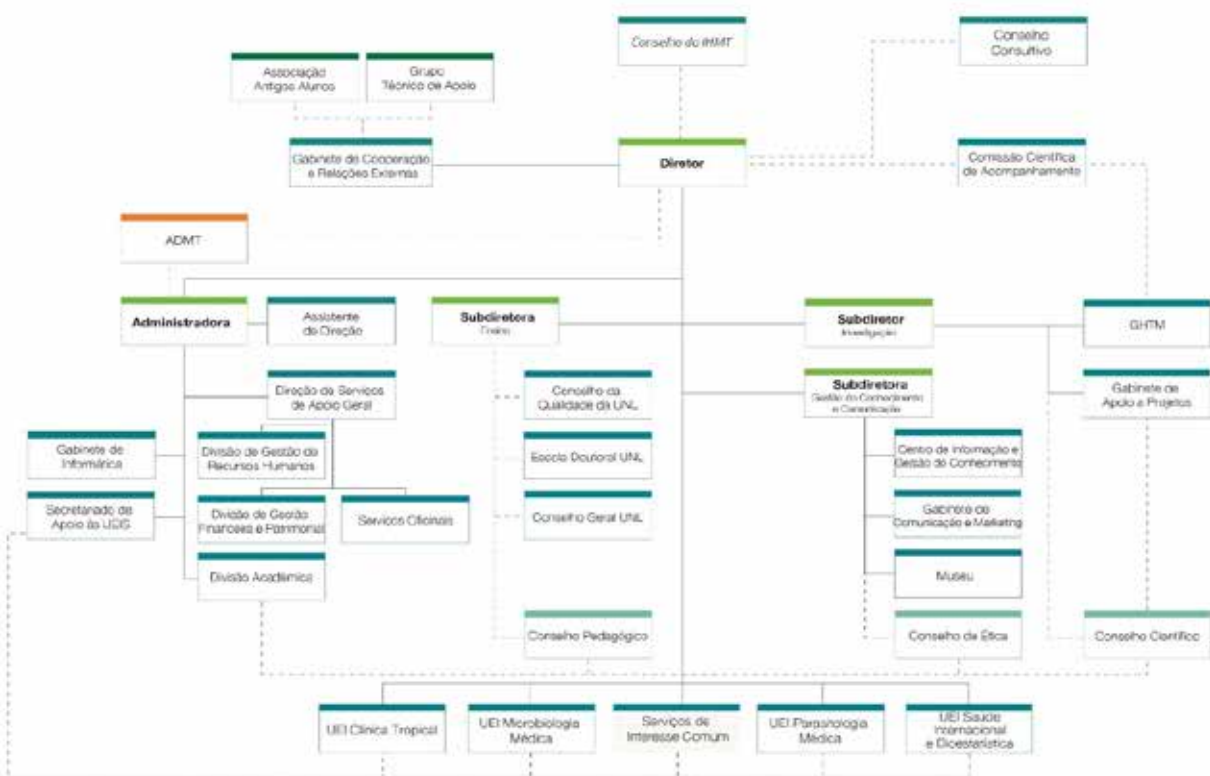 Conselho do IHMT
Conselho
Consultivo
Associação
Antigos Alunos
Grupo
Técnico de Apoio
Gabinete de Cooperação
e Relações Externas
Diretor
Comissão Científica
de Acompanhamento
ADMT
Administradora
Assistente
de Direção
Subdiretora
Ensino
Subdiretor
Investigação
GHTM
Direção de Serviços
de Apoio Geral
Conselho da
Qualidade da UNL
Subdiretora
Gestão do Conhecimento
e Comunicação
Gabinete de
Apoio a Projetos
Gabinete de
Informática
Divisão de Gestão de
Recursos Humanos
Escola Doutoral UNL
Centro de Informação e
Gestão do Conhecimento
Secretariado de
Apoio às
Divisão de Gestão
Financeira e Patrimonial
Serviços Oficinais
Conselho Geral UNL
Gabinete de
Comunicação e Marketing
Divisão Académica
Museu
Conselho Pedagógico
Conselho de Ética
Conselho Científico
UEI Clínica Tropical
UEI Microbiologia
Médica
Serviços de
Interesse Comum
UEI Parasitologia
Médica
UEI Saúde
Internacional
e Bioestatística